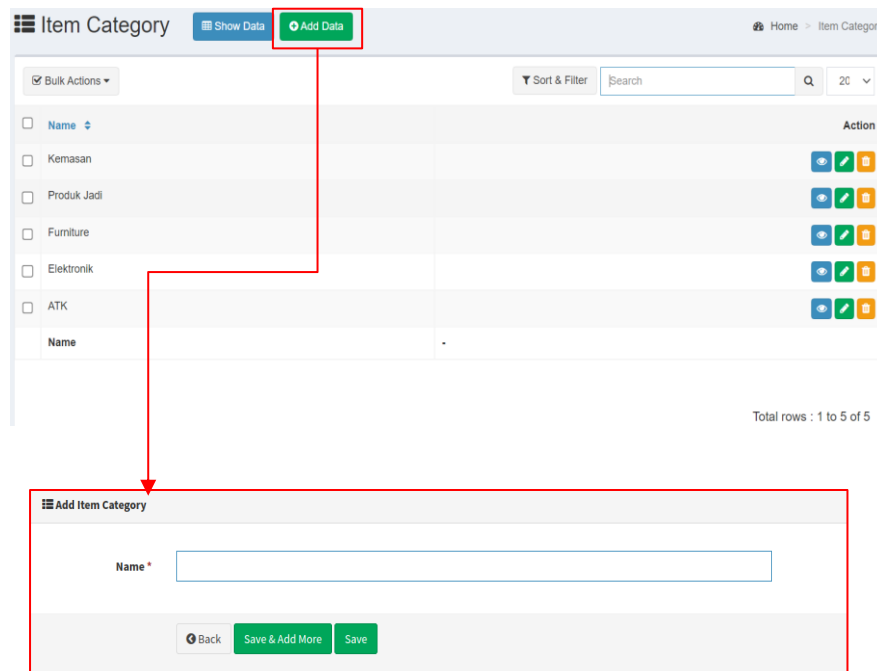 Item Category Show Data Add Data Home > Item Categor
Bulk Actions Sort & Filter Search 20
Name Action
Kemasan
Produk Jadi
Furniture
Elektronik
ATK
Name -
Total rows : 1 to 5 of 5
Add Item Category
Name *
Back Save & Add More Save